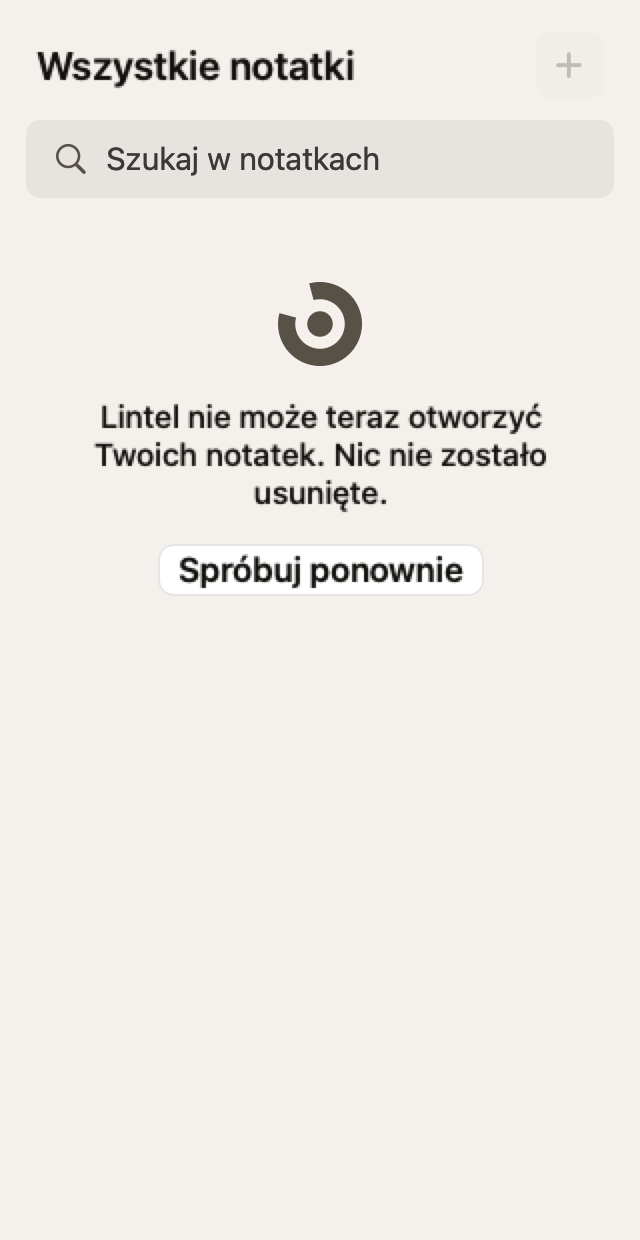 Wszystkie notatki
Szukaj w notatkach
Lintel nie może teraz otworzyć
Twoich notatek. Nic nie zostało
usunięte.
Spróbuj ponownie